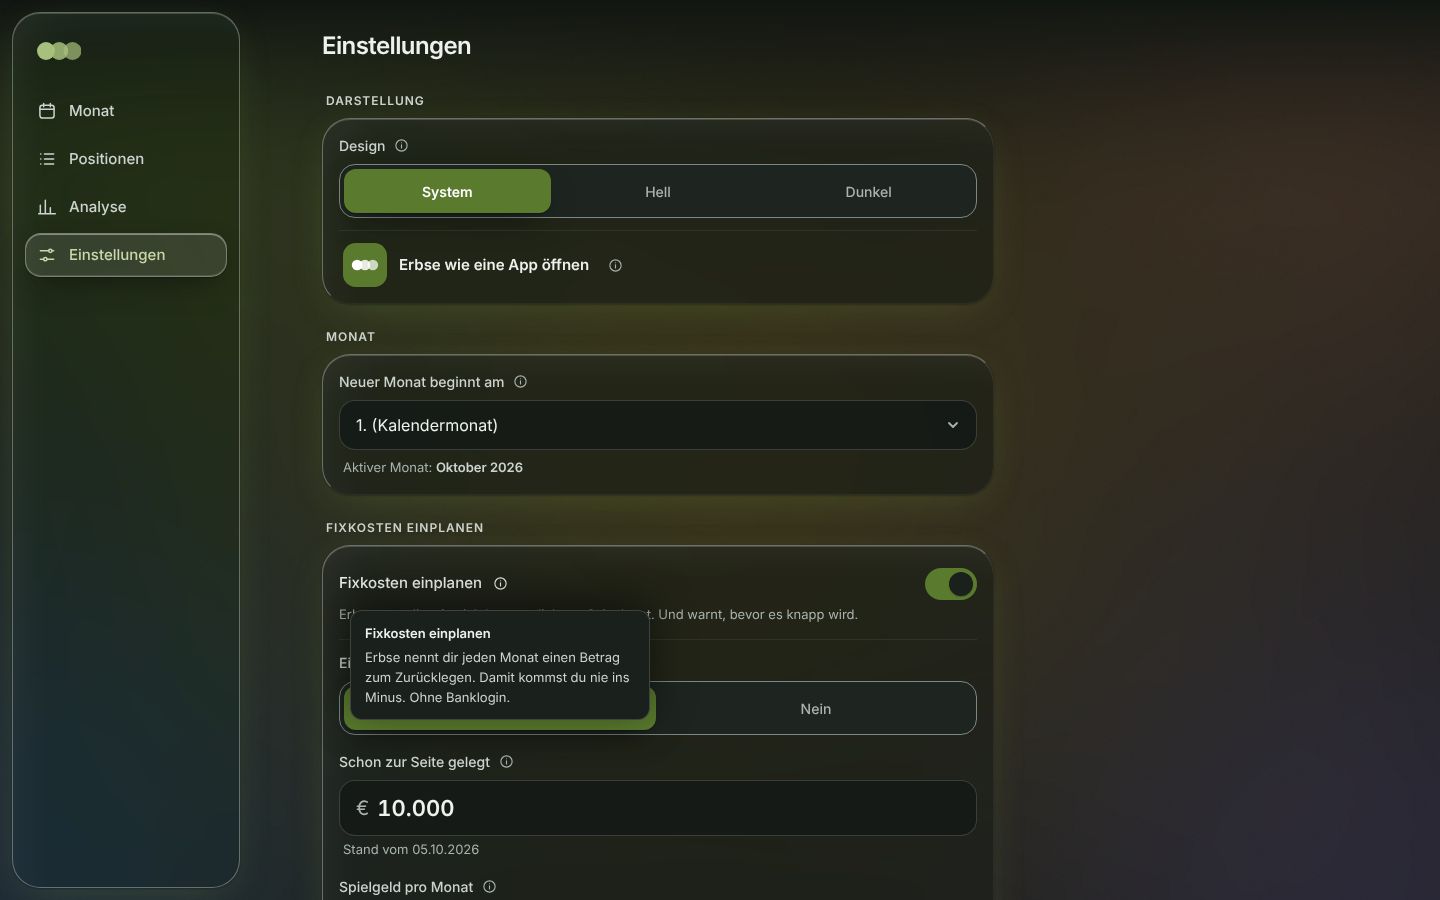 Einstellungen
Monat
Positionen
Analyse
Einstellungen
DARSTELLUNG
Design
System
Hell
Dunkel
Erbse wie eine App öffnen
MONAT
Neuer Monat beginnt am
1. (Kalendermonat)
Aktiver Monat: Oktober 2026
FIXKOSTEN EINPLANEN
Fixkosten einplanen
Und warnt, bevor es knapp wird.
Fixkosten einplanen
Erbse nennt dir jeden Monat einen Betrag
zum Zurücklegen. Damit kommst du nie ins
Minus. Ohne Banklogin.
Nein
Schon zur Seite gelegt
€ 10.000
Stand vom 05.10.2026
Spielgeld pro Monat